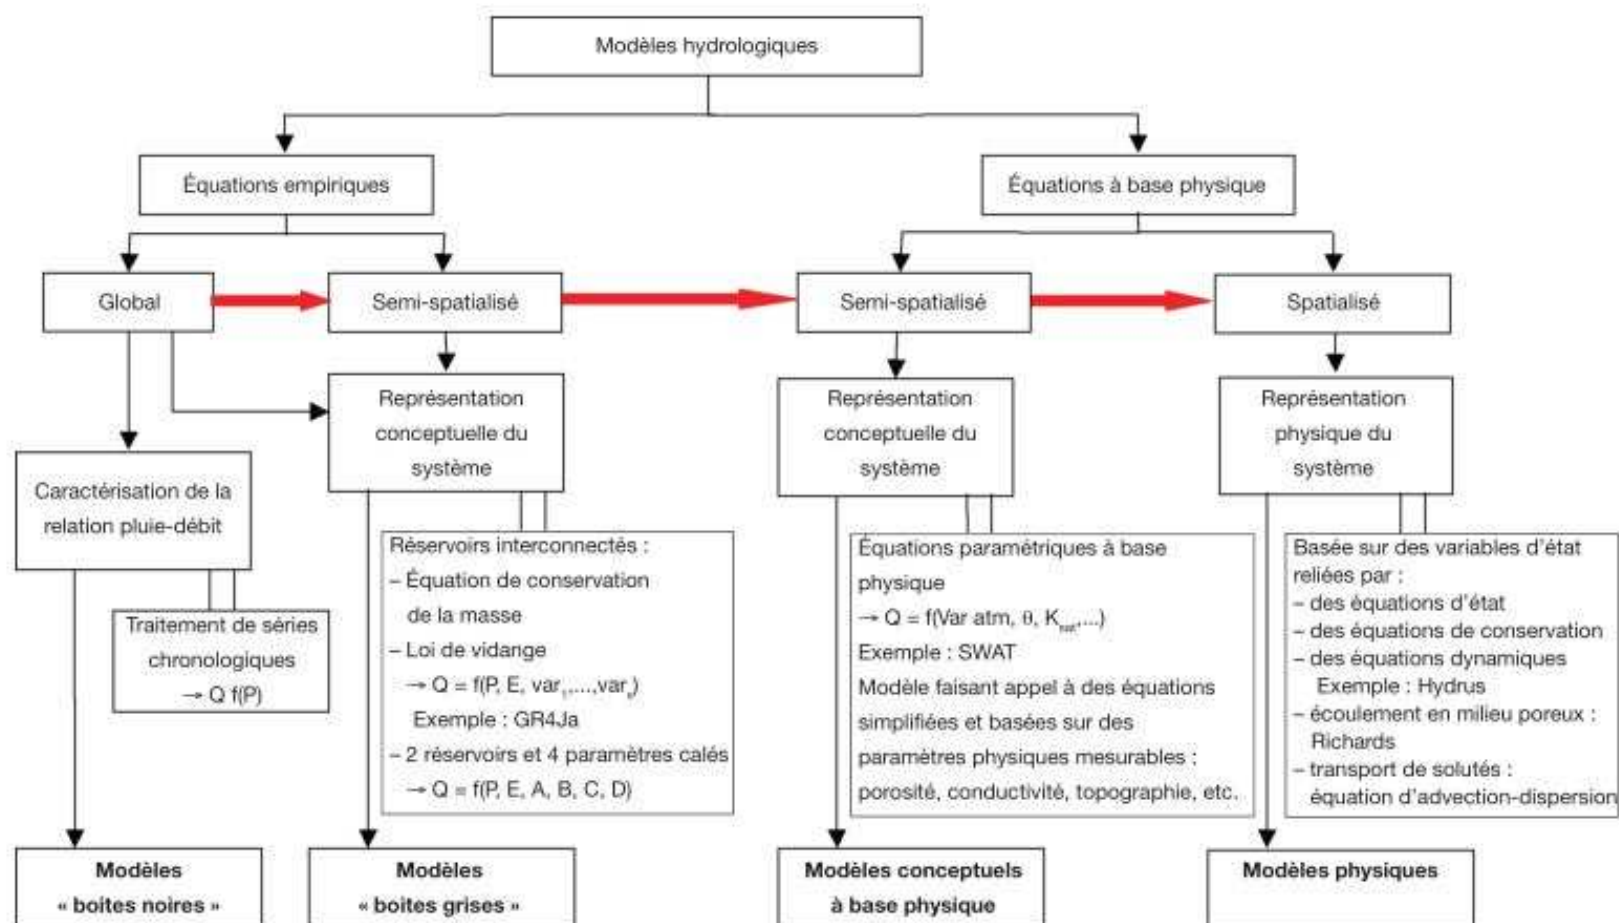 Modèles hydrologiques
Équations empiriques
Équations à base physique
Global
Semi-spatialisé
Semi-spatialisé
Spatialisé
Représentation
conceptuelle du
système
Représentation
conceptuelle du
système
Représentation
physique du
système
Caractérisation de la
relation pluie-débit
Traitement de séries
chronologiques
→ Q f(P)
Réservoirs interconnectés :
– Équation de conservation
de la masse
– Loi de vidange
→ Q = f(P, E, var₁,...,varₙ)
Exemple : GR4Ja
– 2 réservoirs et 4 paramètres calés
→ Q = f(P, E, A, B, C, D)
Équations paramétriques à base
physique
→ Q = f(Var atm, θ, Ksat,...)
Exemple : SWAT
Modèle faisant appel à des équations
simplifiées et basées sur des
paramètres physiques mesurables :
porosité, conductivité, topographie, etc.
Basée sur des variables d'état
reliées par :
– des équations d'état
– des équations de conservation
– des équations dynamiques
Exemple : Hydrus
– écoulement en milieu poreux :
Richards
– transport de solutés :
équation d'advection-dispersion
Modèles
« boites noires »
Modèles
« boites grises »
Modèles conceptuels
à base physique
Modèles physiques